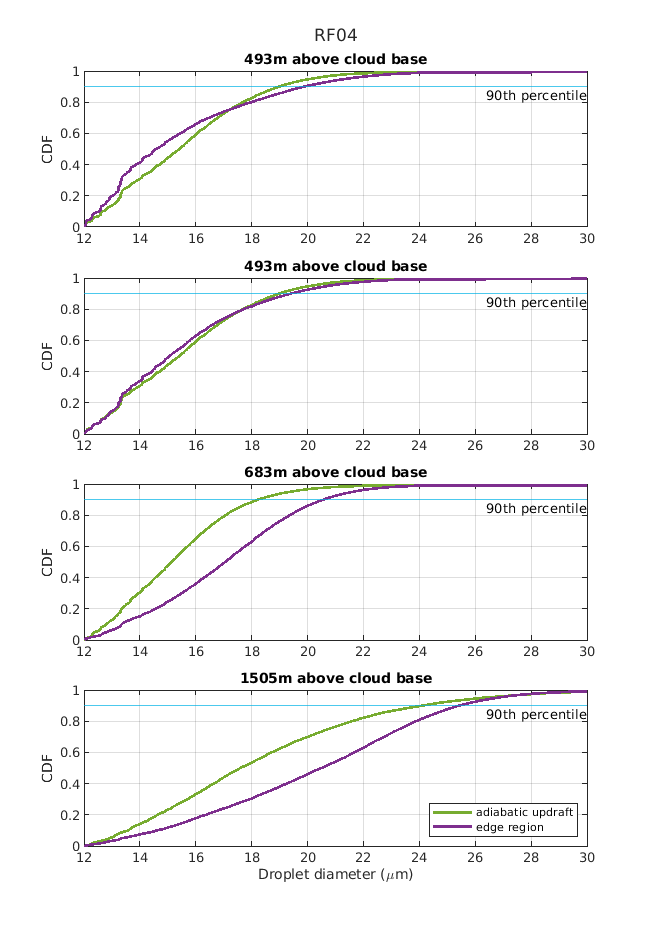 RF04
493m above cloud base
1
0.8
0.6
0.4
0.2
0
CDF
90th percentile
12 14 16 18 20 22 24 26 28 30
493m above cloud base
1
0.8
0.6
0.4
0.2
0
CDF
90th percentile
12 14 16 18 20 22 24 26 28 30
683m above cloud base
1
0.8
0.6
0.4
0.2
0
CDF
90th percentile
12 14 16 18 20 22 24 26 28 30
1505m above cloud base
1
0.8
0.6
0.4
0.2
0
CDF
90th percentile
adiabatic updraft
edge region
12 14 16 18 20 22 24 26 28 30
Droplet diameter (μm)